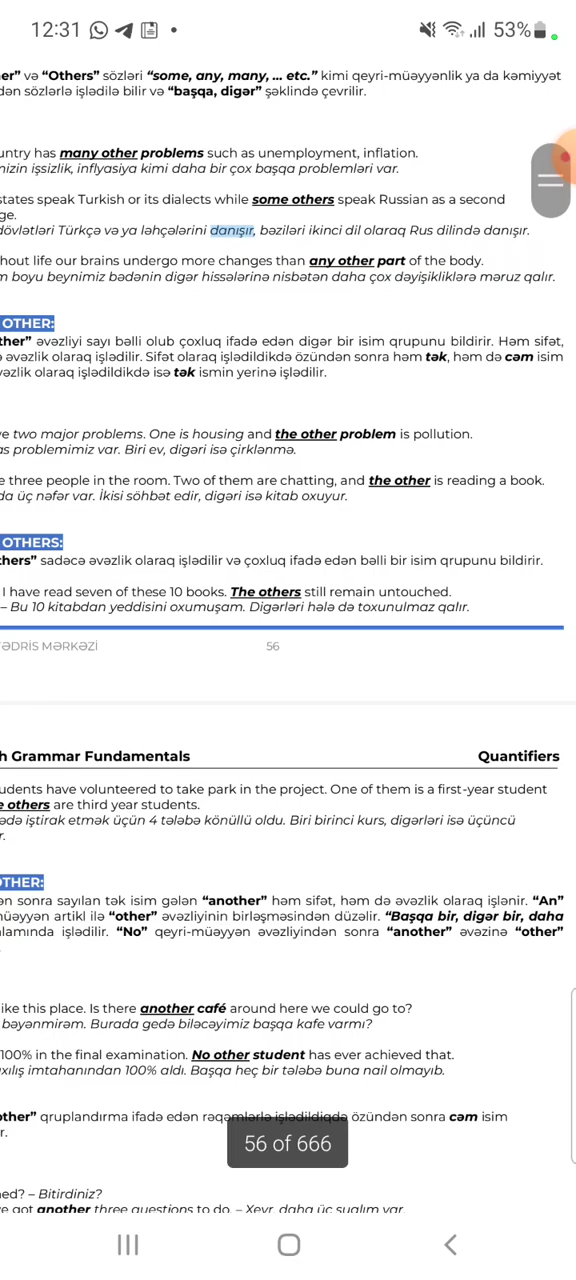 12:31
53%
er” və “Others” sözləri “some, any, many, ... etc.” kimi qeyri-müəyyənlik ya da kəmiyyət
dən sözlərlə işlədilə bilir və “başqa, digər” şəklində çevrilir.
untry has many other problems such as unemployment, inflation.
mizin işsizlik, inflyasiya kimi daha bir çox başqa problemləri var.
states speak Turkish or its dialects while some others speak Russian as a second
ge.
dövlətləri Türkçə və ya ləhçələrini danışır, bəziləri ikinci dil olaraq Rus dilində danışır.
hout life our brains undergo more changes than any other part of the body.
m boyu beynimiz bədənin digər hissələrinə nisbətən daha çox dəyişikliklərə məruz qalır.
OTHER:
ther” əvəzliyi sayı bəlli olub çoxluq ifadə edən digər bir isim qrupunu bildirir. Həm sifət,
ə əvəzlik olaraq işlədilir. Sifət olaraq işlədildikdə özündən sonra həm tək, həm də cəm isim
vəzlik olaraq işlədildikdə isə tək ismin yerinə işlədilir.
ve two major problems. One is housing and the other problem is pollution.
as problemimiz var. Biri ev, digəri isə çirklənmə.
e three people in the room. Two of them are chatting, and the other is reading a book.
da üç nəfər var. İkisi söhbət edir, digəri isə kitab oxuyur.
OTHERS:
thers” sadəcə əvəzlik olaraq işlədilir və çoxluq ifadə edən bəlli bir isim qrupunu bildirir.
I have read seven of these 10 books. The others still remain untouched.
– Bu 10 kitabdan yeddisini oxumuşam. Digərləri hələ də toxunulmaz qalır.
TƏDRİS MƏRKƏZİ 56
h Grammar Fundamentals Quantifiers
udents have volunteered to take park in the project. One of them is a first-year student
e others are third year students.
ədə iştirak etmək üçün 4 tələbə könüllü oldu. Biri birinci kurs, digərləri isə üçüncü
r.
OTHER:
ən sonra sayılan tək isim gələn “another” həm sifət, həm də əvəzlik olaraq işlənir. “An”
müəyyən artikl ilə “other” əvəzliyinin birləşməsindən düzəlir. “Başqa bir, digər bir, daha
lamında işlədilir. “No” qeyri-müəyyən əvəzliyindən sonra “another” əvəzinə “other”
ike this place. Is there another café around here we could go to?
bəyənmirəm. Burada gedə biləcəyimiz başqa kafe varmı?
100% in the final examination. No other student has ever achieved that.
xılış imtahanından 100% aldı. Başqa heç bir tələbə buna nail olmayıb.
other” qruplandırma ifadə edən rəqəmlərlə işlədildiqdə özündən sonra cəm isim
r.
56 of 666
ned? – Bitirdiniz?
ve got another three questions to do. – Xeyr, daha üç sualım var.